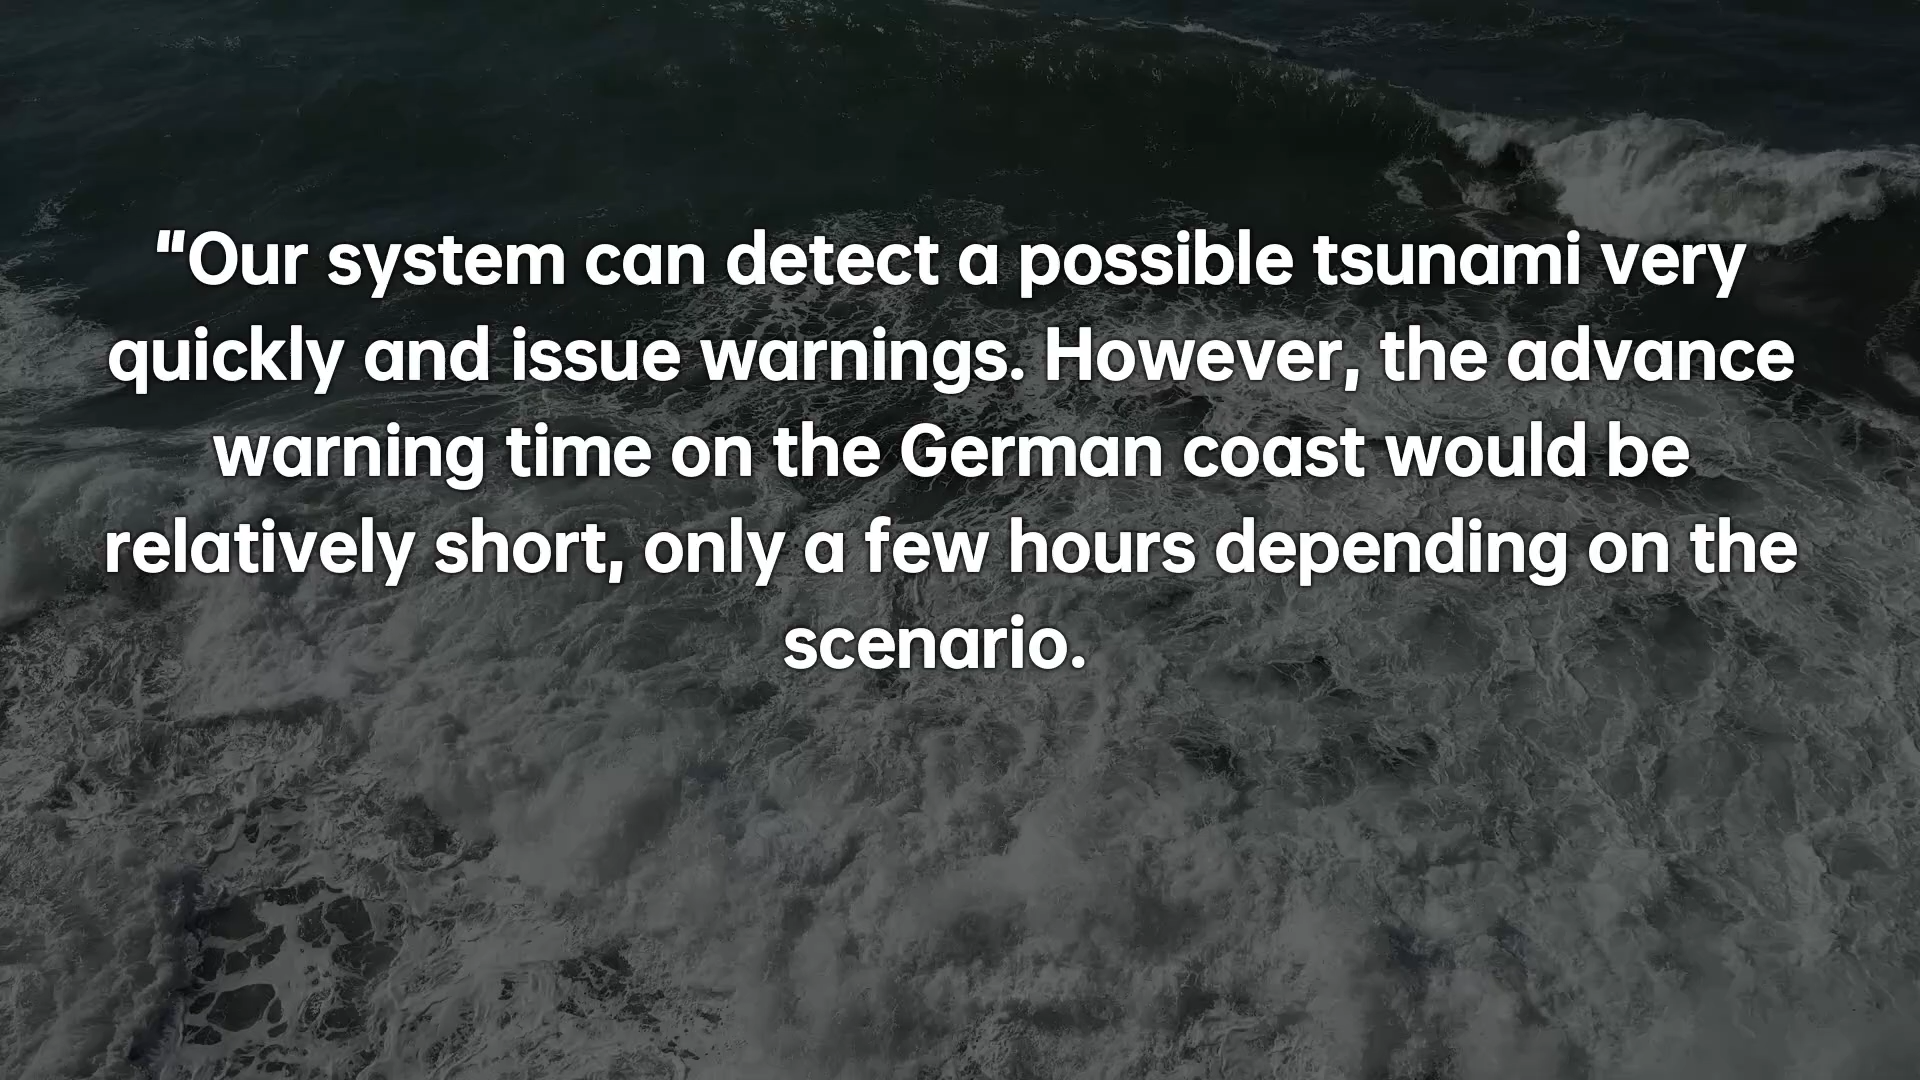 "Our system can detect a possible tsunami very
quickly and issue warnings. However, the advance
warning time on the German coast would be
relatively short, only a few hours depending on the
scenario.